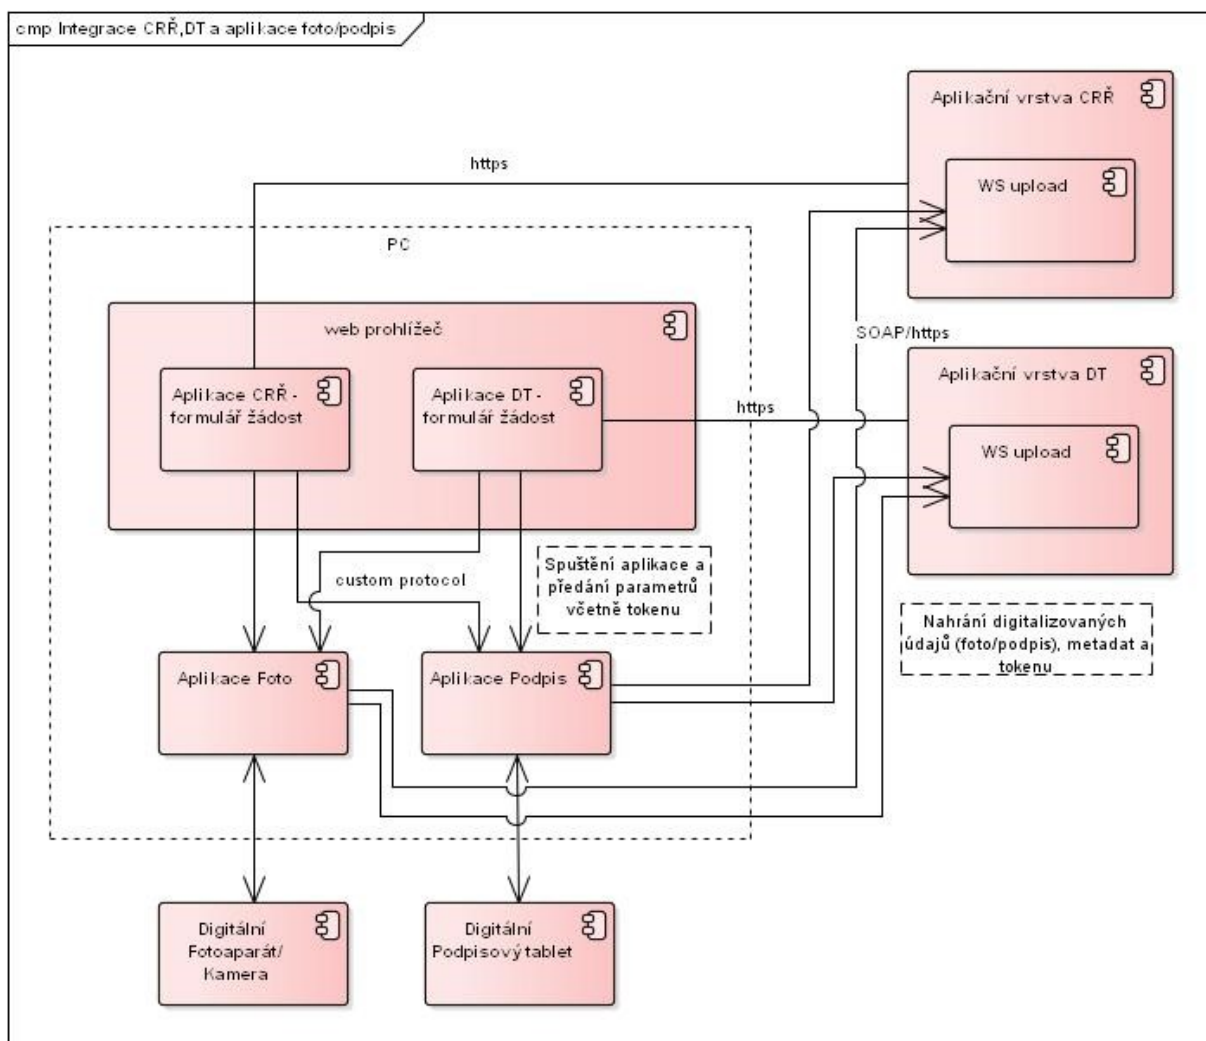 cmp Integrace CRŘ,DT a aplikace foto/podpis
Aplikační vrstva CRŘ
WS upload
https
PC
web prohlížeč
Aplikace CRŘ -
formulář žádost
Aplikace DT -
formulář žádost
SOAP/https
Aplikační vrstva DT
https
WS upload
custom protocol
Spuštění aplikace a
předání parametrů
včetně tokenu
Nahrání digitalizovaných
údajů (foto/podpis), metadat a
tokenu
Aplikace Foto
Aplikace Podpis
Digitální
Fotoaparát/
Kamera
Digitální
Podpisový tablet